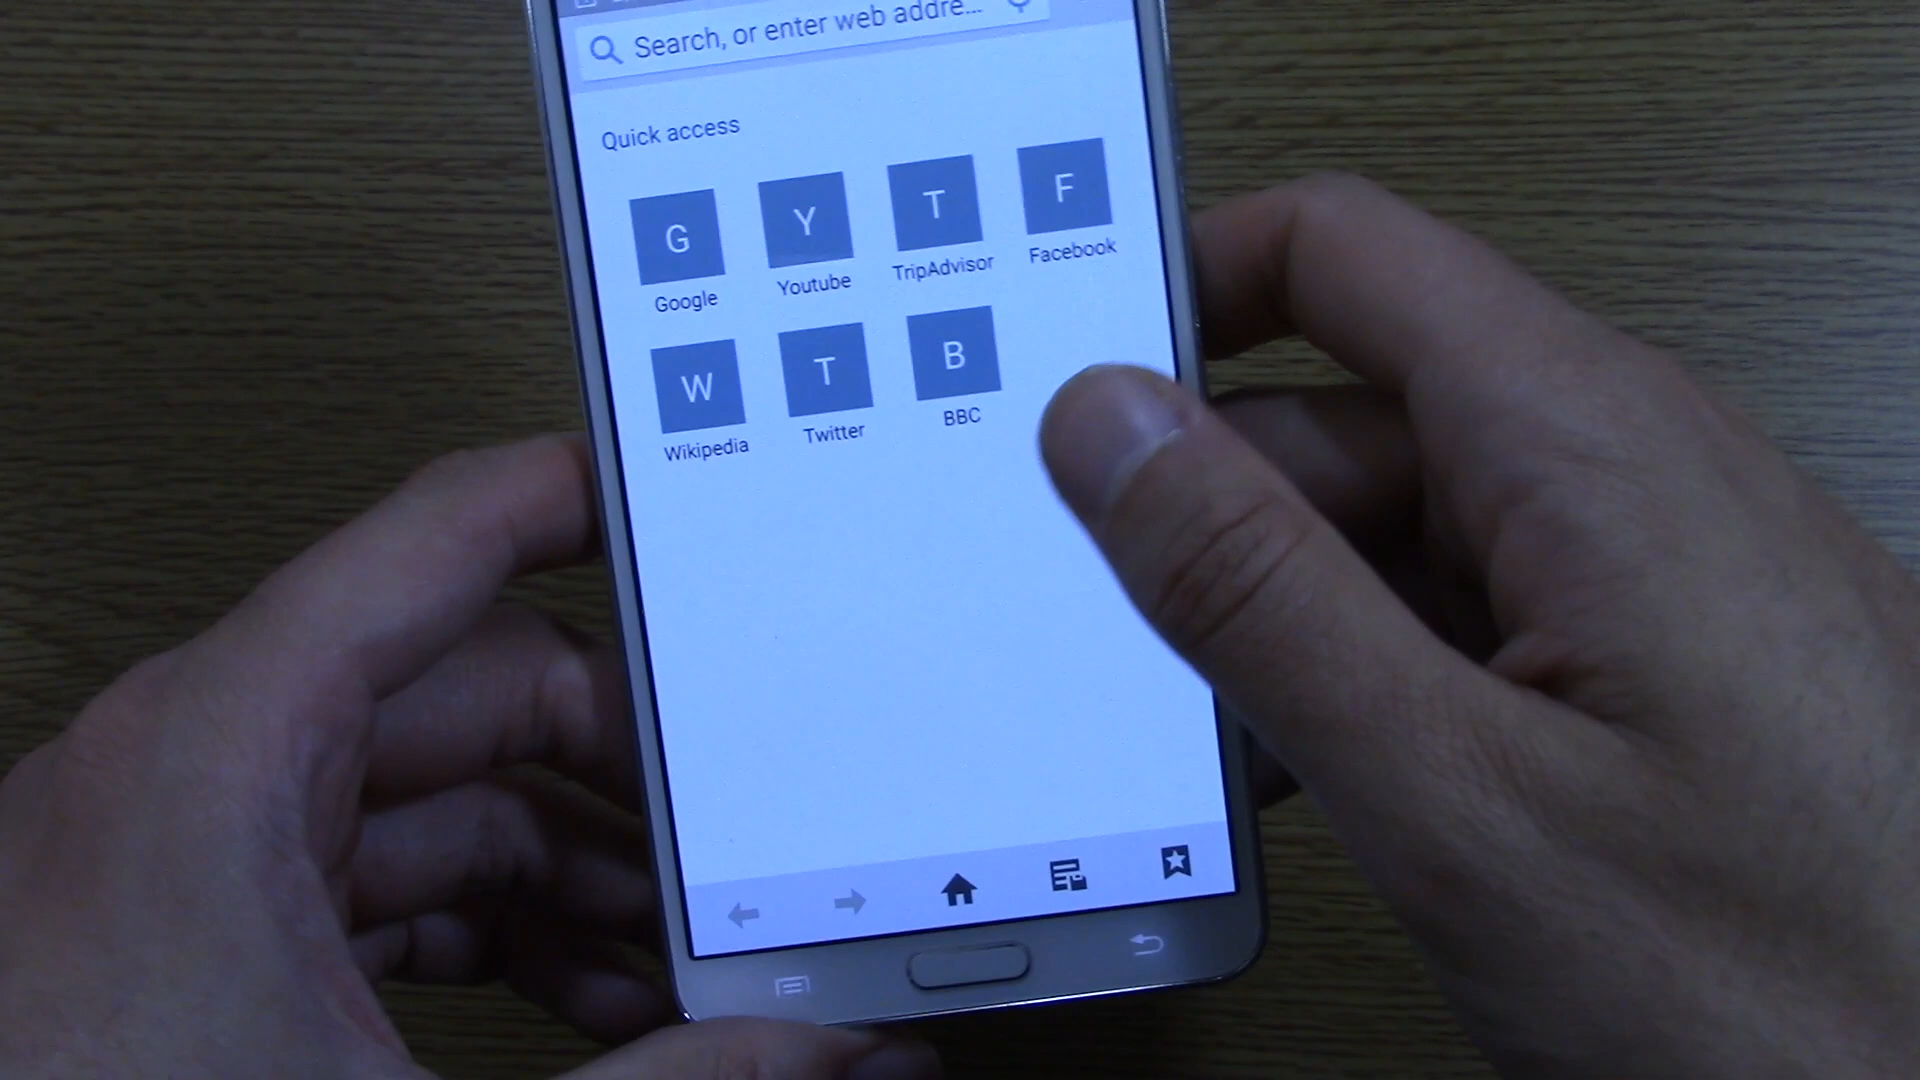 Search, or enter web addre...
Quick access
G Y T F
Google Youtube TripAdvisor Facebook
W T B
Wikipedia Twitter BBC